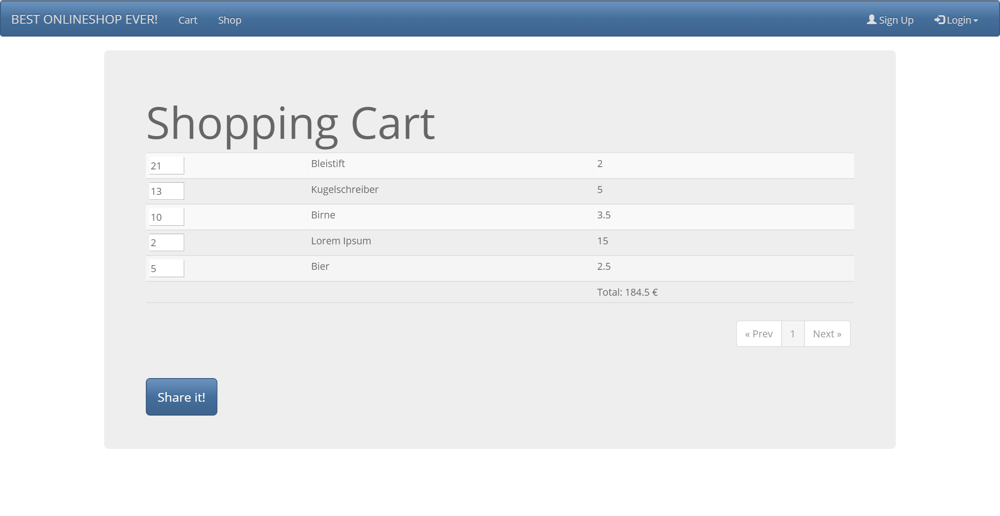 BEST ONLINESHOP EVER! Cart Shop Sign Up Login
Shopping Cart
21 Bleistift 2
13 Kugelschreiber 5
10 Birne 3.5
2 Lorem Ipsum 15
5 Bier 2.5
Total: 184.5 €
« Prev 1 Next »
Share it!